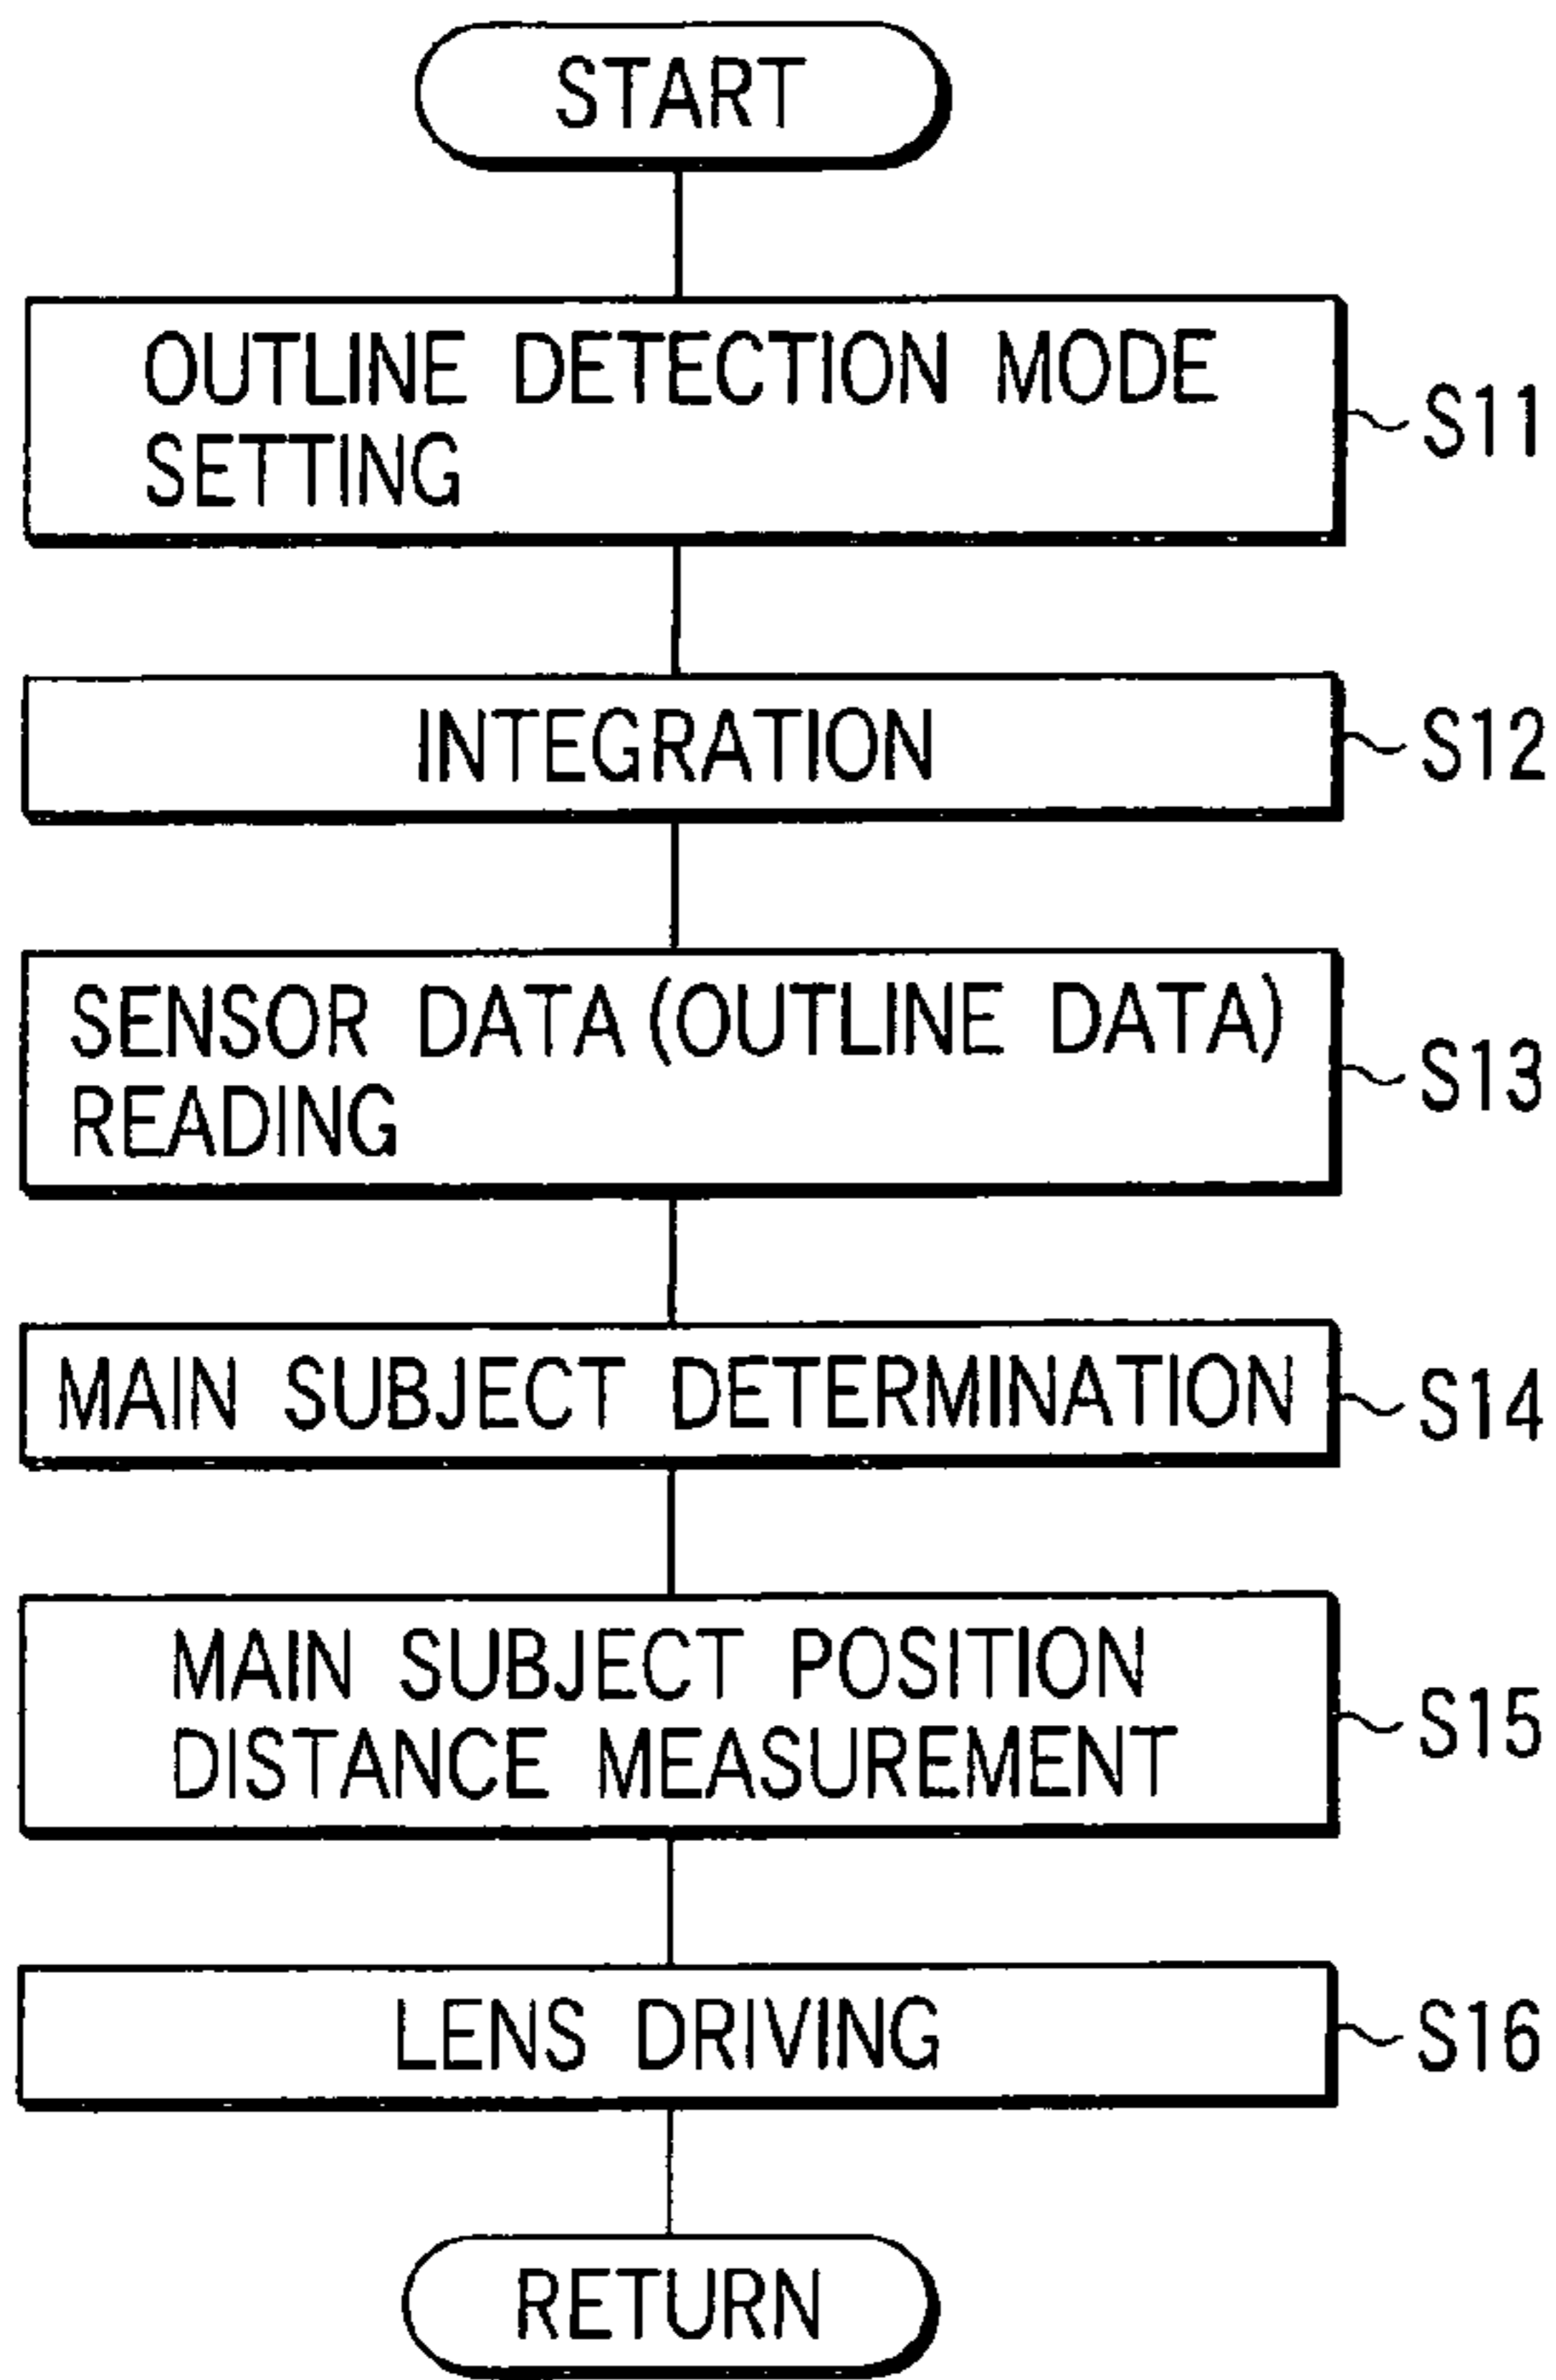 START
OUTLINE DETECTION MODE
SETTING
S11
INTEGRATION
S12
SENSOR DATA (OUTLINE DATA)
READING
S13
MAIN SUBJECT DETERMINATION
S14
MAIN SUBJECT POSITION
DISTANCE MEASUREMENT
S15
LENS DRIVING
S16
RETURN